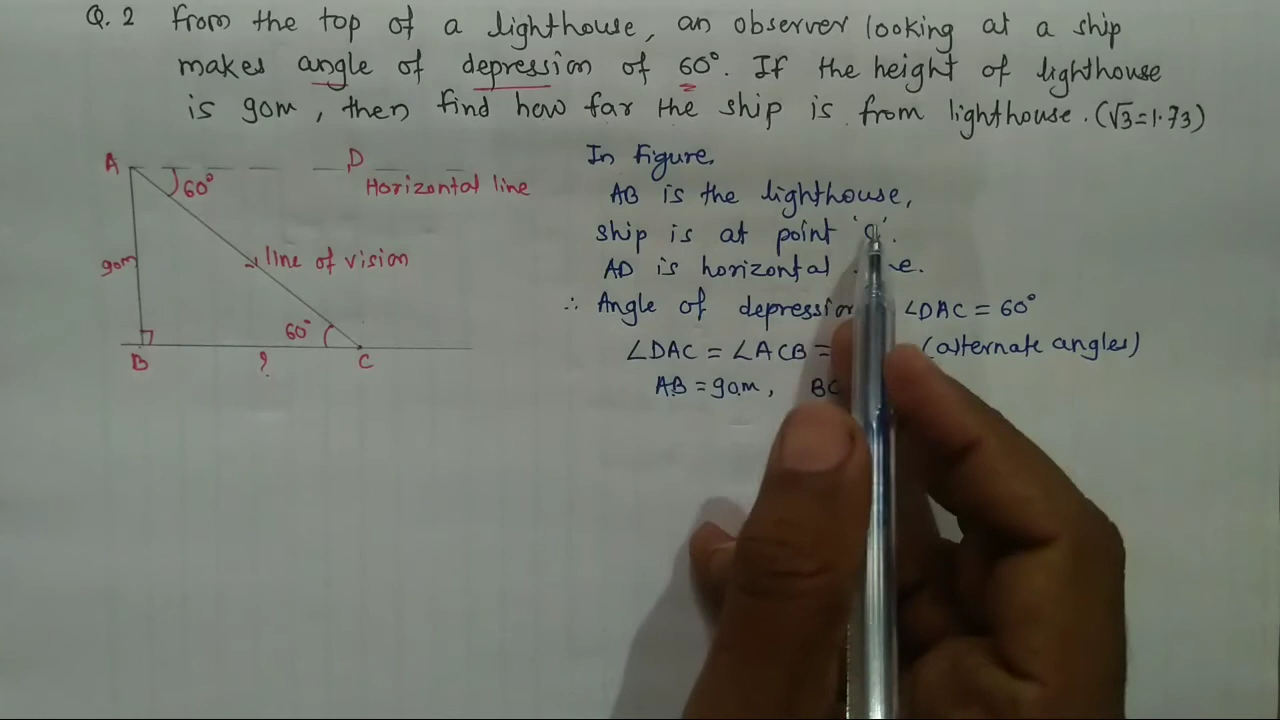 Q. 2 From the top of a lighthouse, an observer looking at a ship
makes angle of depression of 60°. If the height of lighthouse
is 90m, then find how far the ship is from lighthouse. (√3=1.73)
A
D
60°
Horizontal line
90m
line of vision
60°
B
?
C
In figure,
AB is the lighthouse,
ship is at point 'C'.
AD is horizontal
∴ Angle of depression ∠DAC = 60°
∠DAC = ∠ACB = (alternate angles)
AB = 90m, BC